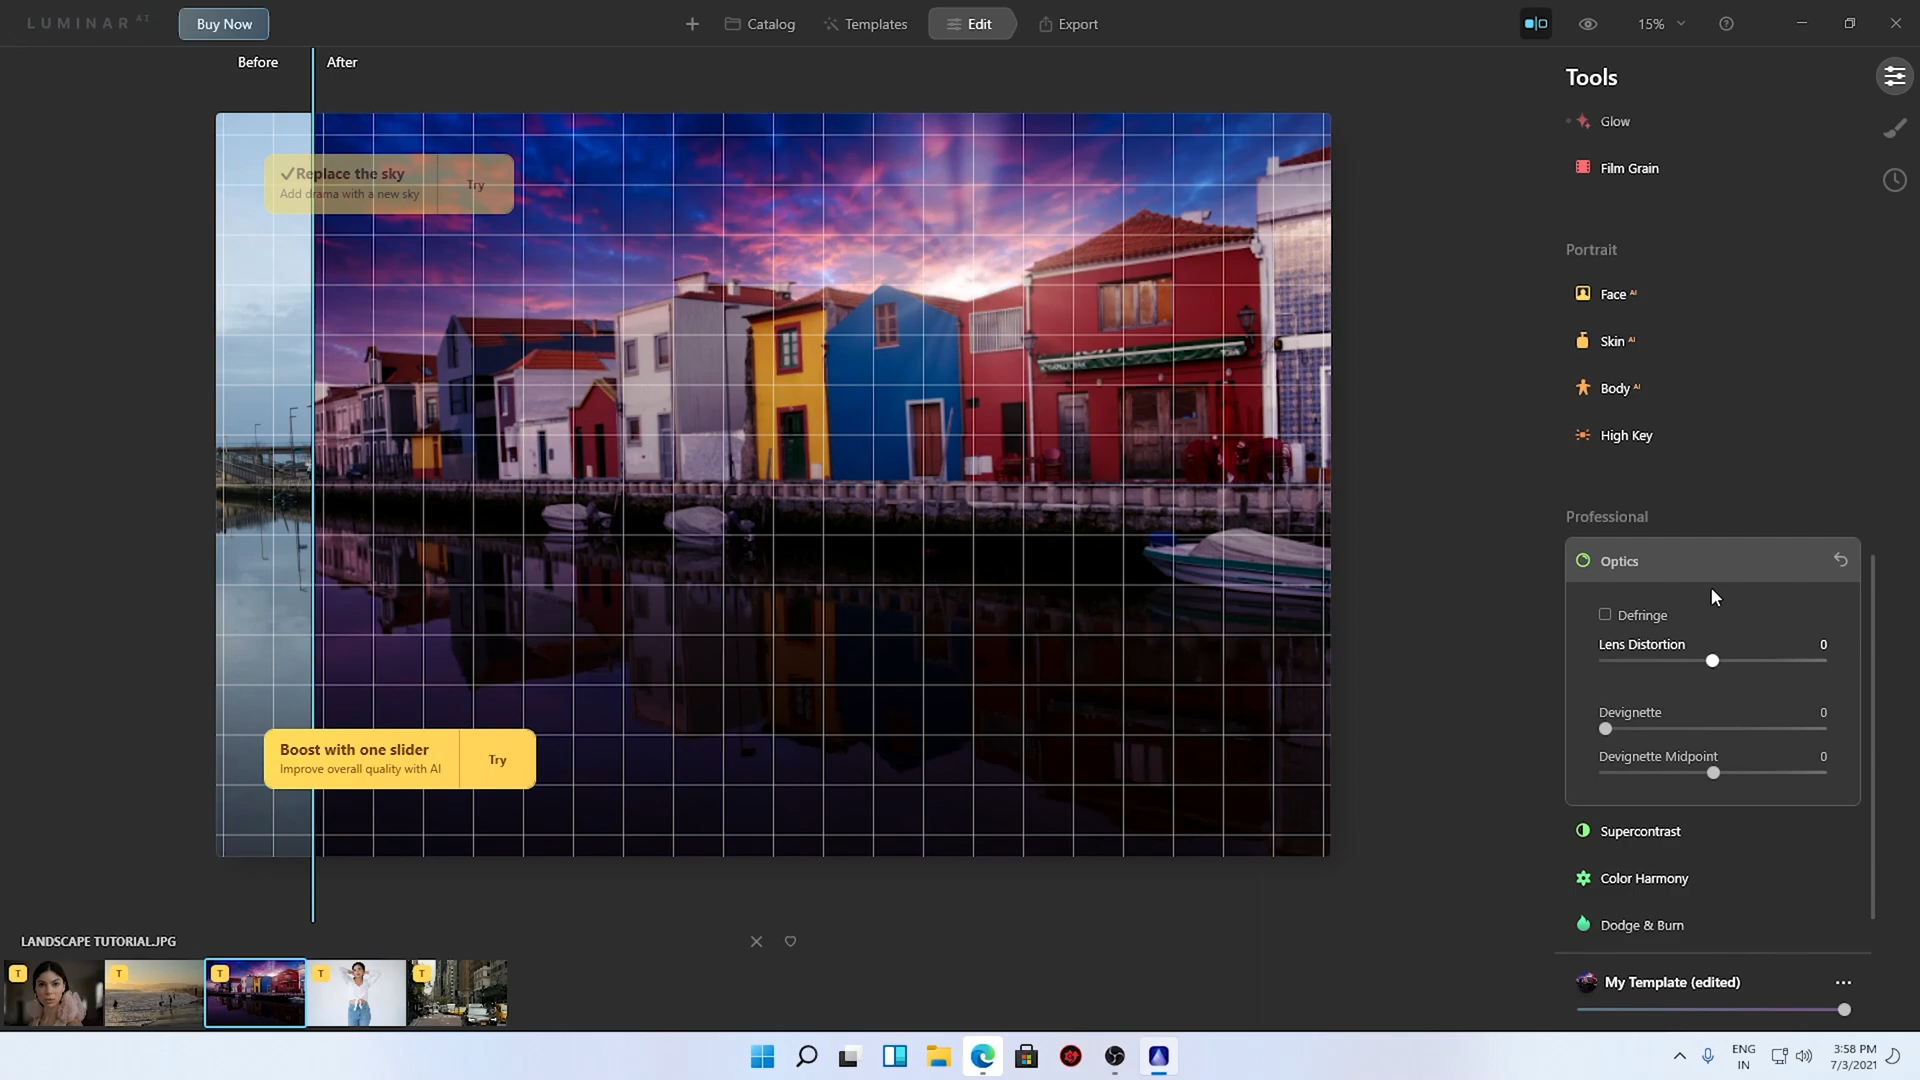 LUMINAR AI
Buy Now
Catalog
Templates
Edit
Export
15%
Before
After
Tools
Glow
Film Grain
✓Replace the sky
Add drama with a new sky
Try
Portrait
Face AI
Skin AI
Body AI
High Key
Professional
Optics
Defringe
Lens Distortion 0
Devignette 0
Devignette Midpoint 0
Boost with one slider
Improve overall quality with AI
Try
Supercontrast
Color Harmony
Dodge & Burn
LANDSCAPE TUTORIAL.JPG
T T T T T
My Template (edited)
ENG
IN
3:58 PM
7/3/2021